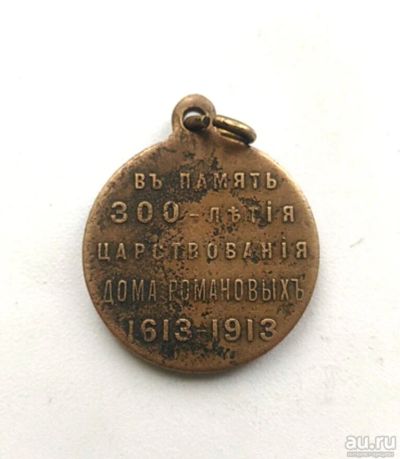 ВЪ ПАМЯТЬ
300-ЛѢТІЯ
ЦАРСТВОВАНІЯ
ДОМА РОМАНОВЫХЪ
1613-1913
au.ru